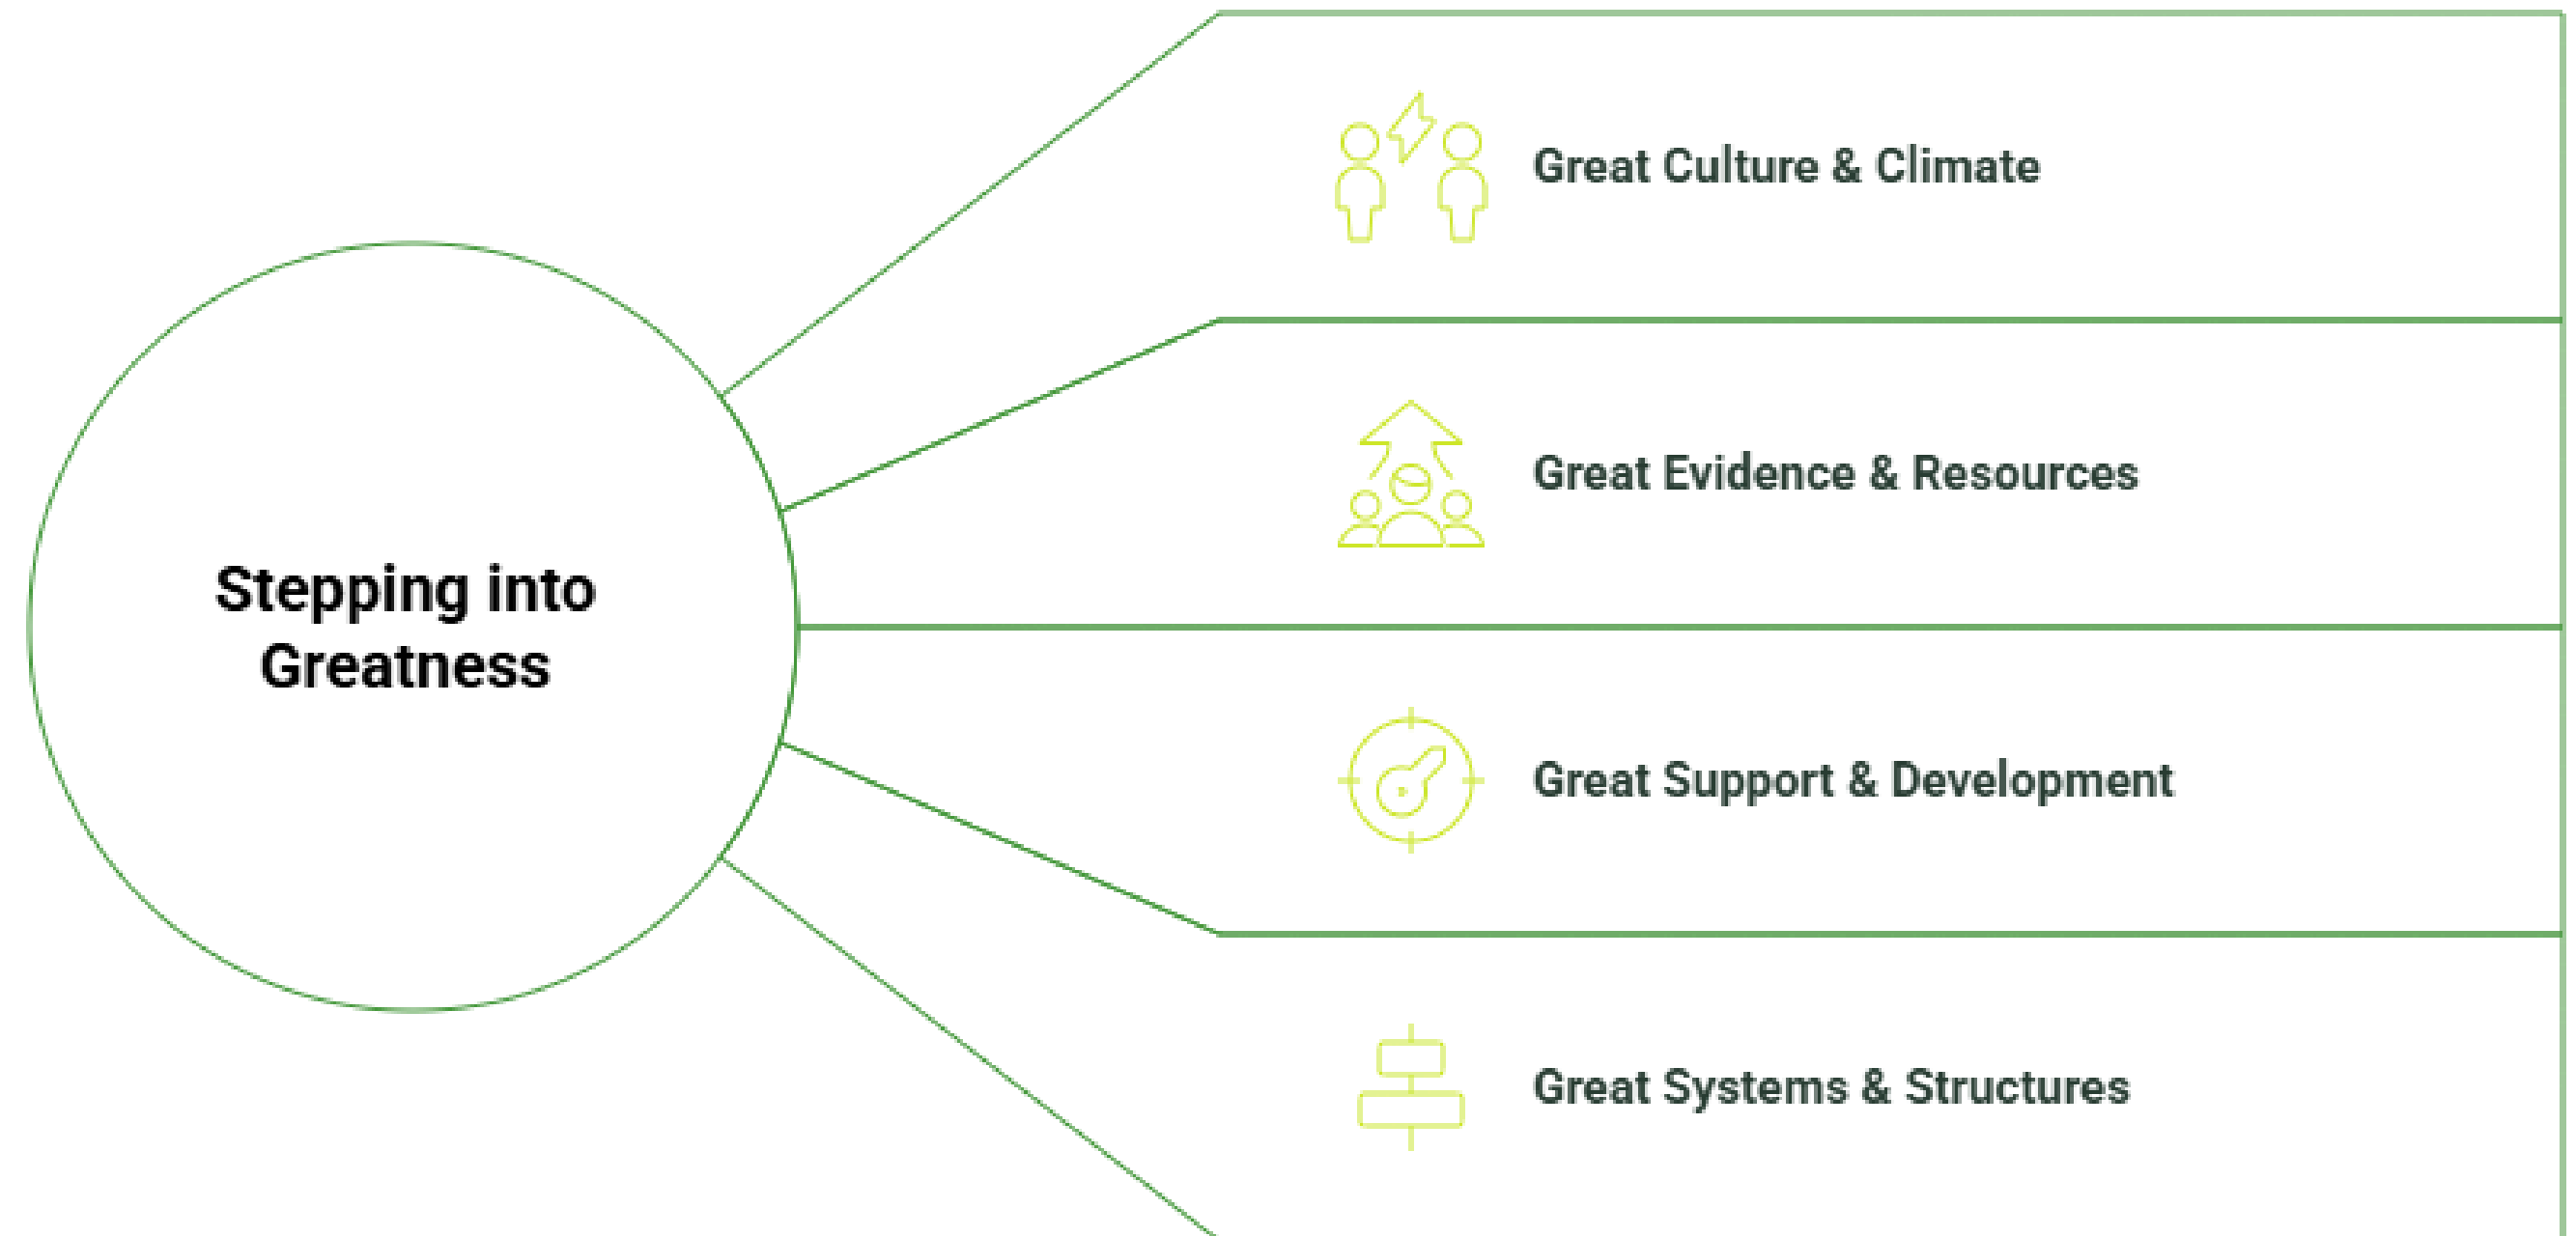 Stepping into
Greatness
Great Culture & Climate
Great Evidence & Resources
Great Support & Development
Great Systems & Structures